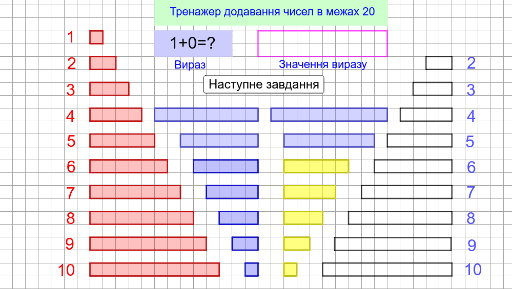 Тренажер додавання чисел в межах 20
1+0=?
Вираз
Значення виразу
Наступне завдання
1
2 2
3 3
4 4
5 5
6 6
7 7
8 8
9 9
10 10